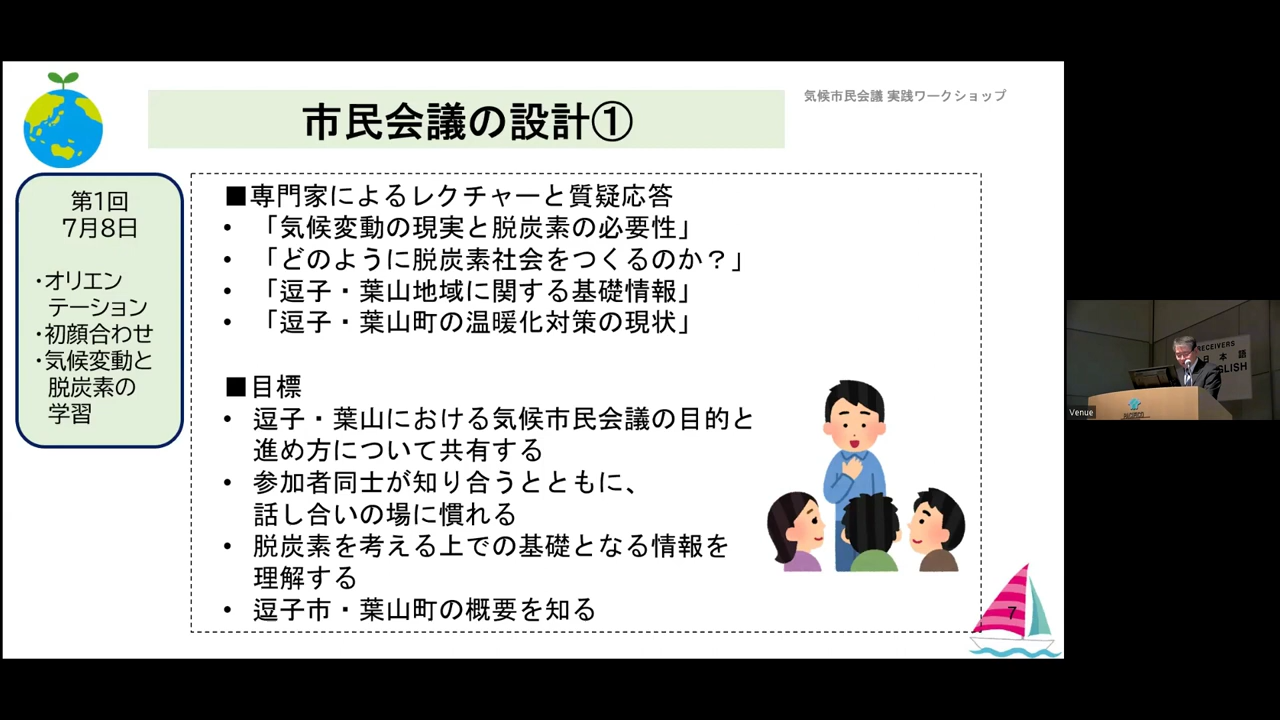 気候市民会議 実践ワークショップ
市民会議の設計①
第1回
7月8日
・オリエン
テーション
・初顔合わせ
・気候変動と
脱炭素の
学習
■専門家によるレクチャーと質疑応答
• 「気候変動の現実と脱炭素の必要性」
• 「どのように脱炭素社会をつくるのか？」
• 「逗子・葉山地域に関する基礎情報」
• 「逗子・葉山町の温暖化対策の現状」
■目標
• 逗子・葉山における気候市民会議の目的と
進め方について共有する
• 参加者同士が知り合うとともに、
話し合いの場に慣れる
• 脱炭素を考える上での基礎となる情報を
理解する
• 逗子市・葉山町の概要を知る
7
RECEIVERS
日本語
GLISH
Venue